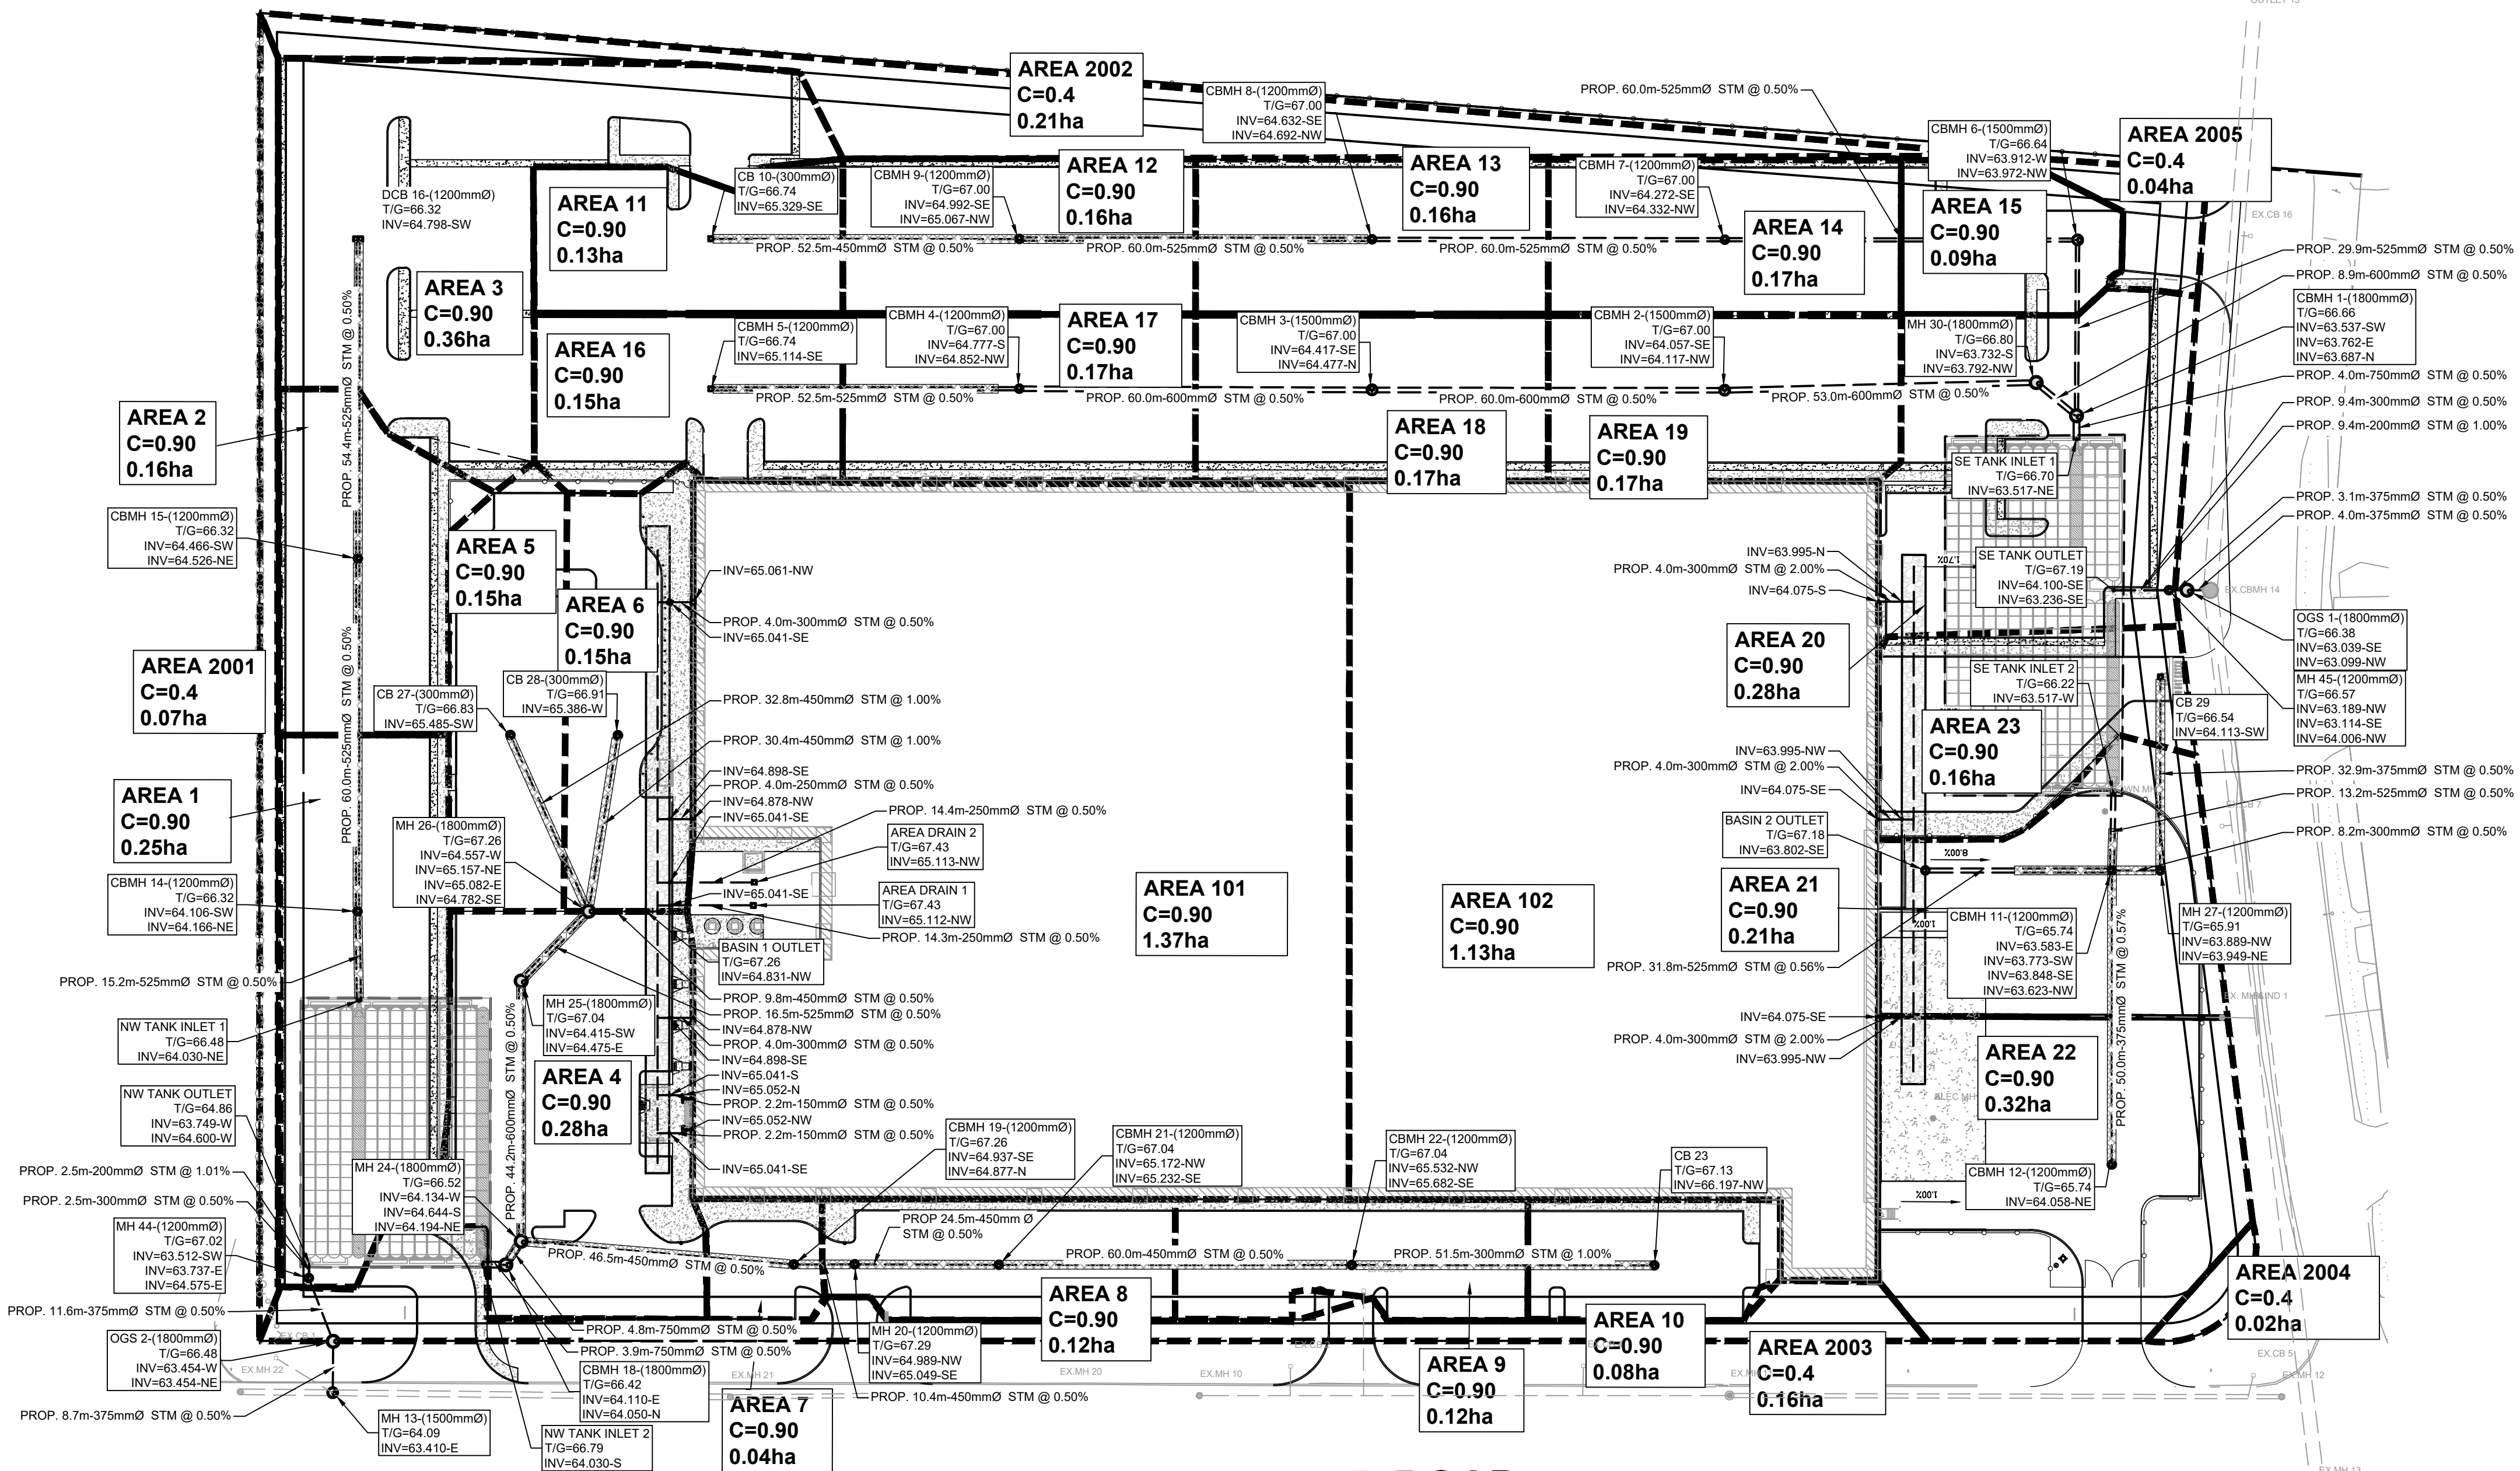 OUTLET 15
AREA 2002
C=0.4
0.21ha
CBMH 8-(1200mmØ)
T/G=67.00
INV=64.632-SE
INV=64.692-NW
PROP. 60.0m-525mmØ  STM @ 0.50%
CBMH 6-(1500mmØ)
T/G=66.64
INV=63.912-W
INV=63.972-NW
AREA 2005
C=0.4
0.04ha
DCB 16-(1200mmØ)
T/G=66.32
INV=64.798-SW
AREA 11
C=0.90
0.13ha
CB 10-(300mmØ)
T/G=66.74
INV=65.329-SE
CBMH 9-(1200mmØ)
T/G=67.00
INV=64.992-SE
INV=65.067-NW
AREA 12
C=0.90
0.16ha
AREA 13
C=0.90
0.16ha
CBMH 7-(1200mmØ)
T/G=67.00
INV=64.272-SE
INV=64.332-NW
AREA 14
C=0.90
0.17ha
AREA 15
C=0.90
0.09ha
EX.CB 16
PROP. 52.5m-450mmØ  STM @ 0.50%
PROP. 60.0m-525mmØ  STM @ 0.50%
PROP. 60.0m-525mmØ  STM @ 0.50%
PROP. 29.9m-525mmØ  STM @ 0.50%
PROP. 8.9m-600mmØ  STM @ 0.50%
CBMH 1-(1800mmØ)
T/G=66.66
INV=63.537-SW
INV=63.762-E
INV=63.687-N
PROP. 4.0m-750mmØ  STM @ 0.50%
PROP. 9.4m-300mmØ  STM @ 0.50%
PROP. 9.4m-200mmØ  STM @ 1.00%
AREA 3
C=0.90
0.36ha
PROP. 54.4m-525mmØ  STM @ 0.50%
AREA 16
C=0.90
0.15ha
CBMH 5-(1200mmØ)
T/G=66.74
INV=65.114-SE
CBMH 4-(1200mmØ)
T/G=67.00
INV=64.777-S
INV=64.852-NW
AREA 17
C=0.90
0.17ha
CBMH 3-(1500mmØ)
T/G=67.00
INV=64.417-SE
INV=64.477-N
CBMH 2-(1500mmØ)
T/G=67.00
INV=64.057-SE
INV=64.117-NW
MH 30-(1800mmØ)
T/G=66.80
INV=63.732-S
INV=63.792-NW
PROP. 52.5m-525mmØ  STM @ 0.50%
PROP. 60.0m-600mmØ  STM @ 0.50%
PROP. 60.0m-600mmØ  STM @ 0.50%
PROP. 53.0m-600mmØ  STM @ 0.50%
AREA 2
C=0.90
0.16ha
AREA 18
C=0.90
0.17ha
AREA 19
C=0.90
0.17ha
SE TANK INLET 1
T/G=66.70
INV=63.517-NE
PROP. 3.1m-375mmØ  STM @ 0.50%
PROP. 4.0m-375mmØ  STM @ 0.50%
CBMH 15-(1200mmØ)
T/G=66.32
INV=64.466-SW
INV=64.526-NE
AREA 5
C=0.90
0.15ha
AREA 6
C=0.90
0.15ha
INV=65.061-NW
PROP. 4.0m-300mmØ  STM @ 0.50%
INV=65.041-SE
INV=63.995-N
PROP. 4.0m-300mmØ  STM @ 2.00%
INV=64.075-S
1.70%
SE TANK OUTLET
T/G=67.19
INV=64.100-SE
INV=63.236-SE
EX.CBMH 14
OGS 1-(1800mmØ)
T/G=66.38
INV=63.039-SE
INV=63.099-NW
AREA 20
C=0.90
0.28ha
AREA 2001
C=0.4
0.07ha
PROP. 60.0m-525mmØ  STM @ 0.50%
CB 27-(300mmØ)
T/G=66.83
INV=65.485-SW
CB 28-(300mmØ)
T/G=66.91
INV=65.386-W
PROP. 32.8m-450mmØ  STM @ 1.00%
PROP. 30.4m-450mmØ  STM @ 1.00%
SE TANK INLET 2
T/G=66.22
INV=63.517-W
MH 45-(1200mmØ)
T/G=66.57
INV=63.189-NW
INV=63.114-SE
INV=64.006-NW
CB 29
T/G=66.54
INV=64.113-SW
AREA 23
C=0.90
0.16ha
INV=64.898-SE
PROP. 4.0m-250mmØ  STM @ 0.50%
INV=64.878-NW
INV=65.041-SE
PROP. 14.4m-250mmØ  STM @ 0.50%
INV=63.995-NW
PROP. 4.0m-300mmØ  STM @ 2.00%
INV=64.075-SE
PROP. 32.9m-375mmØ  STM @ 0.50%
PROP. 13.2m-525mmØ  STM @ 0.50%
EX.CB 7
AREA 1
C=0.90
0.25ha
MH 26-(1800mmØ)
T/G=67.26
INV=64.557-W
INV=65.157-NE
INV=65.082-E
INV=64.782-SE
AREA DRAIN 2
T/G=67.43
INV=65.113-NW
BASIN 2 OUTLET
T/G=67.18
INV=63.802-SE
PROP. 8.2m-300mmØ  STM @ 0.50%
8.00%
CBMH 14-(1200mmØ)
T/G=66.32
INV=64.106-SW
INV=64.166-NE
INV=65.041-SE
AREA DRAIN 1
T/G=67.43
INV=65.112-NW
PROP. 14.3m-250mmØ  STM @ 0.50%
AREA 101
C=0.90
1.37ha
AREA 102
C=0.90
1.13ha
AREA 21
C=0.90
0.21ha
1.00%
CBMH 11-(1200mmØ)
T/G=65.74
INV=63.583-E
INV=63.773-SW
INV=63.848-SE
INV=63.623-NW
MH 27-(1200mmØ)
T/G=65.91
INV=63.889-NW
INV=63.949-NE
BASIN 1 OUTLET
T/G=67.26
INV=64.831-NW
PROP. 31.8m-525mmØ  STM @ 0.56%
PROP. 15.2m-525mmØ  STM @ 0.50%
PROP. 9.8m-450mmØ  STM @ 0.50%
PROP. 16.5m-525mmØ  STM @ 0.50%
INV=64.878-NW
PROP. 4.0m-300mmØ  STM @ 0.50%
INV=64.898-SE
INV=65.041-S
INV=65.052-N
PROP. 2.2m-150mmØ  STM @ 0.50%
INV=65.052-NW
PROP. 2.2m-150mmØ  STM @ 0.50%
INV=65.041-SE
MH 25-(1800mmØ)
T/G=67.04
INV=64.415-SW
INV=64.475-E
NW TANK INLET 1
T/G=66.48
INV=64.030-NE
INV=64.075-SE
PROP. 4.0m-300mmØ  STM @ 2.00%
INV=63.995-NW
PROP. 50.0m-375mmØ  STM @ 0.57%
AREA 22
C=0.90
0.32ha
ELEC MH
AREA 4
C=0.90
0.28ha
PROP. 44.2m-600mmØ  STM @ 0.50%
NW TANK OUTLET
T/G=64.86
INV=63.749-W
INV=64.600-W
PROP. 2.5m-200mmØ  STM @ 1.01%
PROP. 2.5m-300mmØ  STM @ 0.50%
MH 24-(1800mmØ)
T/G=66.52
INV=64.134-W
INV=64.644-S
INV=64.194-NE
CBMH 19-(1200mmØ)
T/G=67.26
INV=64.937-SE
INV=64.877-N
CBMH 21-(1200mmØ)
T/G=67.04
INV=65.172-NW
INV=65.232-SE
CBMH 22-(1200mmØ)
T/G=67.04
INV=65.532-NW
INV=65.682-SE
CB 23
T/G=67.13
INV=66.197-NW
CBMH 12-(1200mmØ)
T/G=65.74
INV=64.058-NE
1.00%
MH 44-(1200mmØ)
T/G=67.02
INV=63.512-SW
INV=63.737-E
INV=64.575-E
PROP. 46.5m-450mmØ  STM @ 0.50%
PROP 24.5m-450mm Ø
STM @ 0.50%
PROP. 60.0m-450mmØ  STM @ 0.50%
PROP. 51.5m-300mmØ  STM @ 1.00%
PROP. 11.6m-375mmØ  STM @ 0.50%
AREA 8
C=0.90
0.12ha
AREA 10
C=0.90
0.08ha
AREA 2004
C=0.4
0.02ha
EX.CB 1
OGS 2-(1800mmØ)
T/G=66.48
INV=63.454-W
INV=63.454-NE
PROP. 4.8m-750mmØ  STM @ 0.50%
PROP. 3.9m-750mmØ  STM @ 0.50%
MH 20-(1200mmØ)
T/G=67.29
INV=64.989-NW
INV=65.049-SE
AREA 9
C=0.90
0.12ha
AREA 2003
C=0.4
0.16ha
EX.CB 5
EX.MH 22
EX.MH 21
EX.MH 20
EX.MH 10
EX.MH 12
CBMH 18-(1800mmØ)
T/G=66.42
INV=64.110-E
INV=64.050-N
PROP. 10.4m-450mmØ  STM @ 0.50%
AREA 7
C=0.90
0.04ha
PROP. 8.7m-375mmØ  STM @ 0.50%
MH 13-(1500mmØ)
T/G=64.09
INV=63.410-E
NW TANK INLET 2
T/G=66.79
INV=64.030-S
EX.MH 13